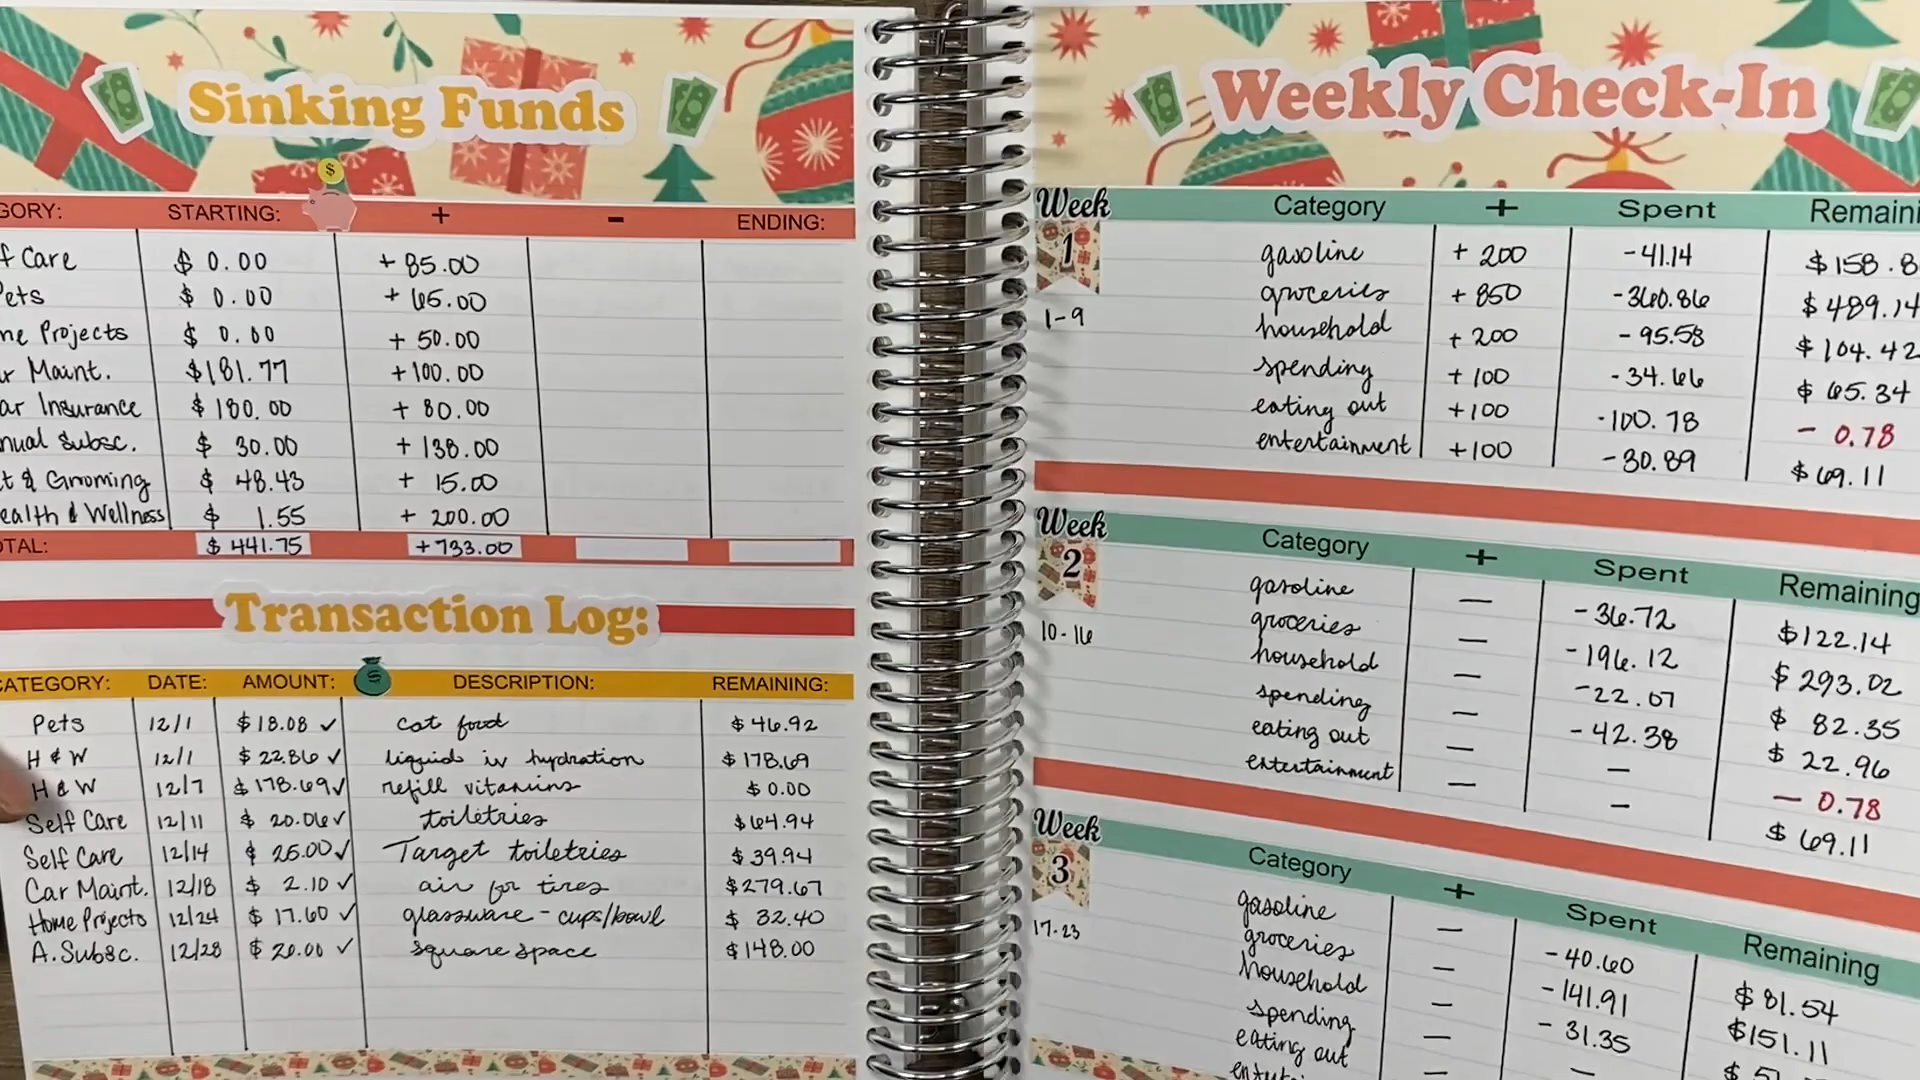 Sinking Funds
GORY: STARTING: + - ENDING:
f Care $ 0.00 + 85.00
Pets $ 0.00 + 65.00
me Projects $ 0.00 + 50.00
r Maint. $181.77 +100.00
ar Insurance $ 180.00 + 80.00
nual Subsc. $ 30.00 + 138.00
t & Grooming $ 48.43 + 15.00
ealth & Wellness $ 1.55 + 200.00
OTAL: $ 441.75 +733.00
Transaction Log:
CATEGORY: DATE: AMOUNT: DESCRIPTION: REMAINING:
Pets 12/1 $18.08 ✓ cat food $46.92
H & W 12/1 $22.86 ✓ liquid iv hydration $178.69
H & W 12/7 $178.69 ✓ refill vitamins $0.00
Self Care 12/11 $ 20.06 ✓ toiletries $64.94
Self Care 12/14 $ 25.00 ✓ Target toiletries $39.94
Car Maint. 12/18 $ 2.10 ✓ air for tires $279.67
Home Projects 12/24 $ 17.60 ✓ glassware - cups/bowl $ 32.40
A. Subsc. 12/28 $ 20.00 ✓ square space $148.00
Weekly Check-In
Week 1 Category + Spent Remaini
1-9
gasoline + 200 -41.14 $158.8
groceries + 850 -360.86 $489.14
household + 200 -95.58 $104.42
spending +100 -34.66 $65.34
eating out +100 -100.78 - 0.78
entertainment +100 -30.89 $69.11
Week 2 Category + Spent Remaining
10-16
gasoline — -36.72 $122.14
groceries — -196.12 $293.02
household — -22.07 $ 82.35
spending — -42.38 $22.96
eating out — — - 0.78
entertainment — — $69.11
Week 3 Category + Spent Remaining
17-23
gasoline — -40.60 $81.54
groceries — -141.91 $151.11
household — -31.35
spending — —
eating out